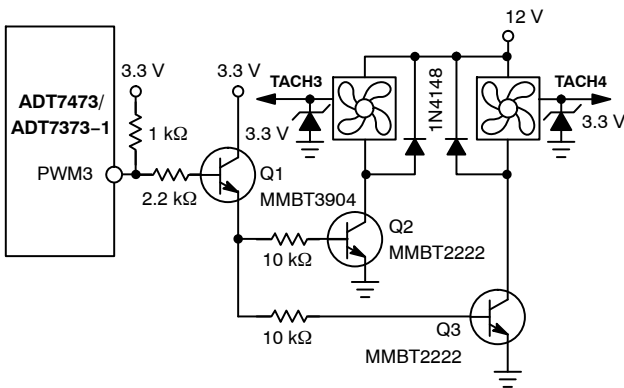 12 V
3.3 V
3.3 V
TACH3
1N4148
TACH4
ADT7473/
ADT7373–1
1 kΩ
3.3 V
3.3 V
PWM3
Q1
2.2 kΩ
MMBT3904
Q2
10 kΩ
MMBT2222
10 kΩ
Q3
MMBT2222